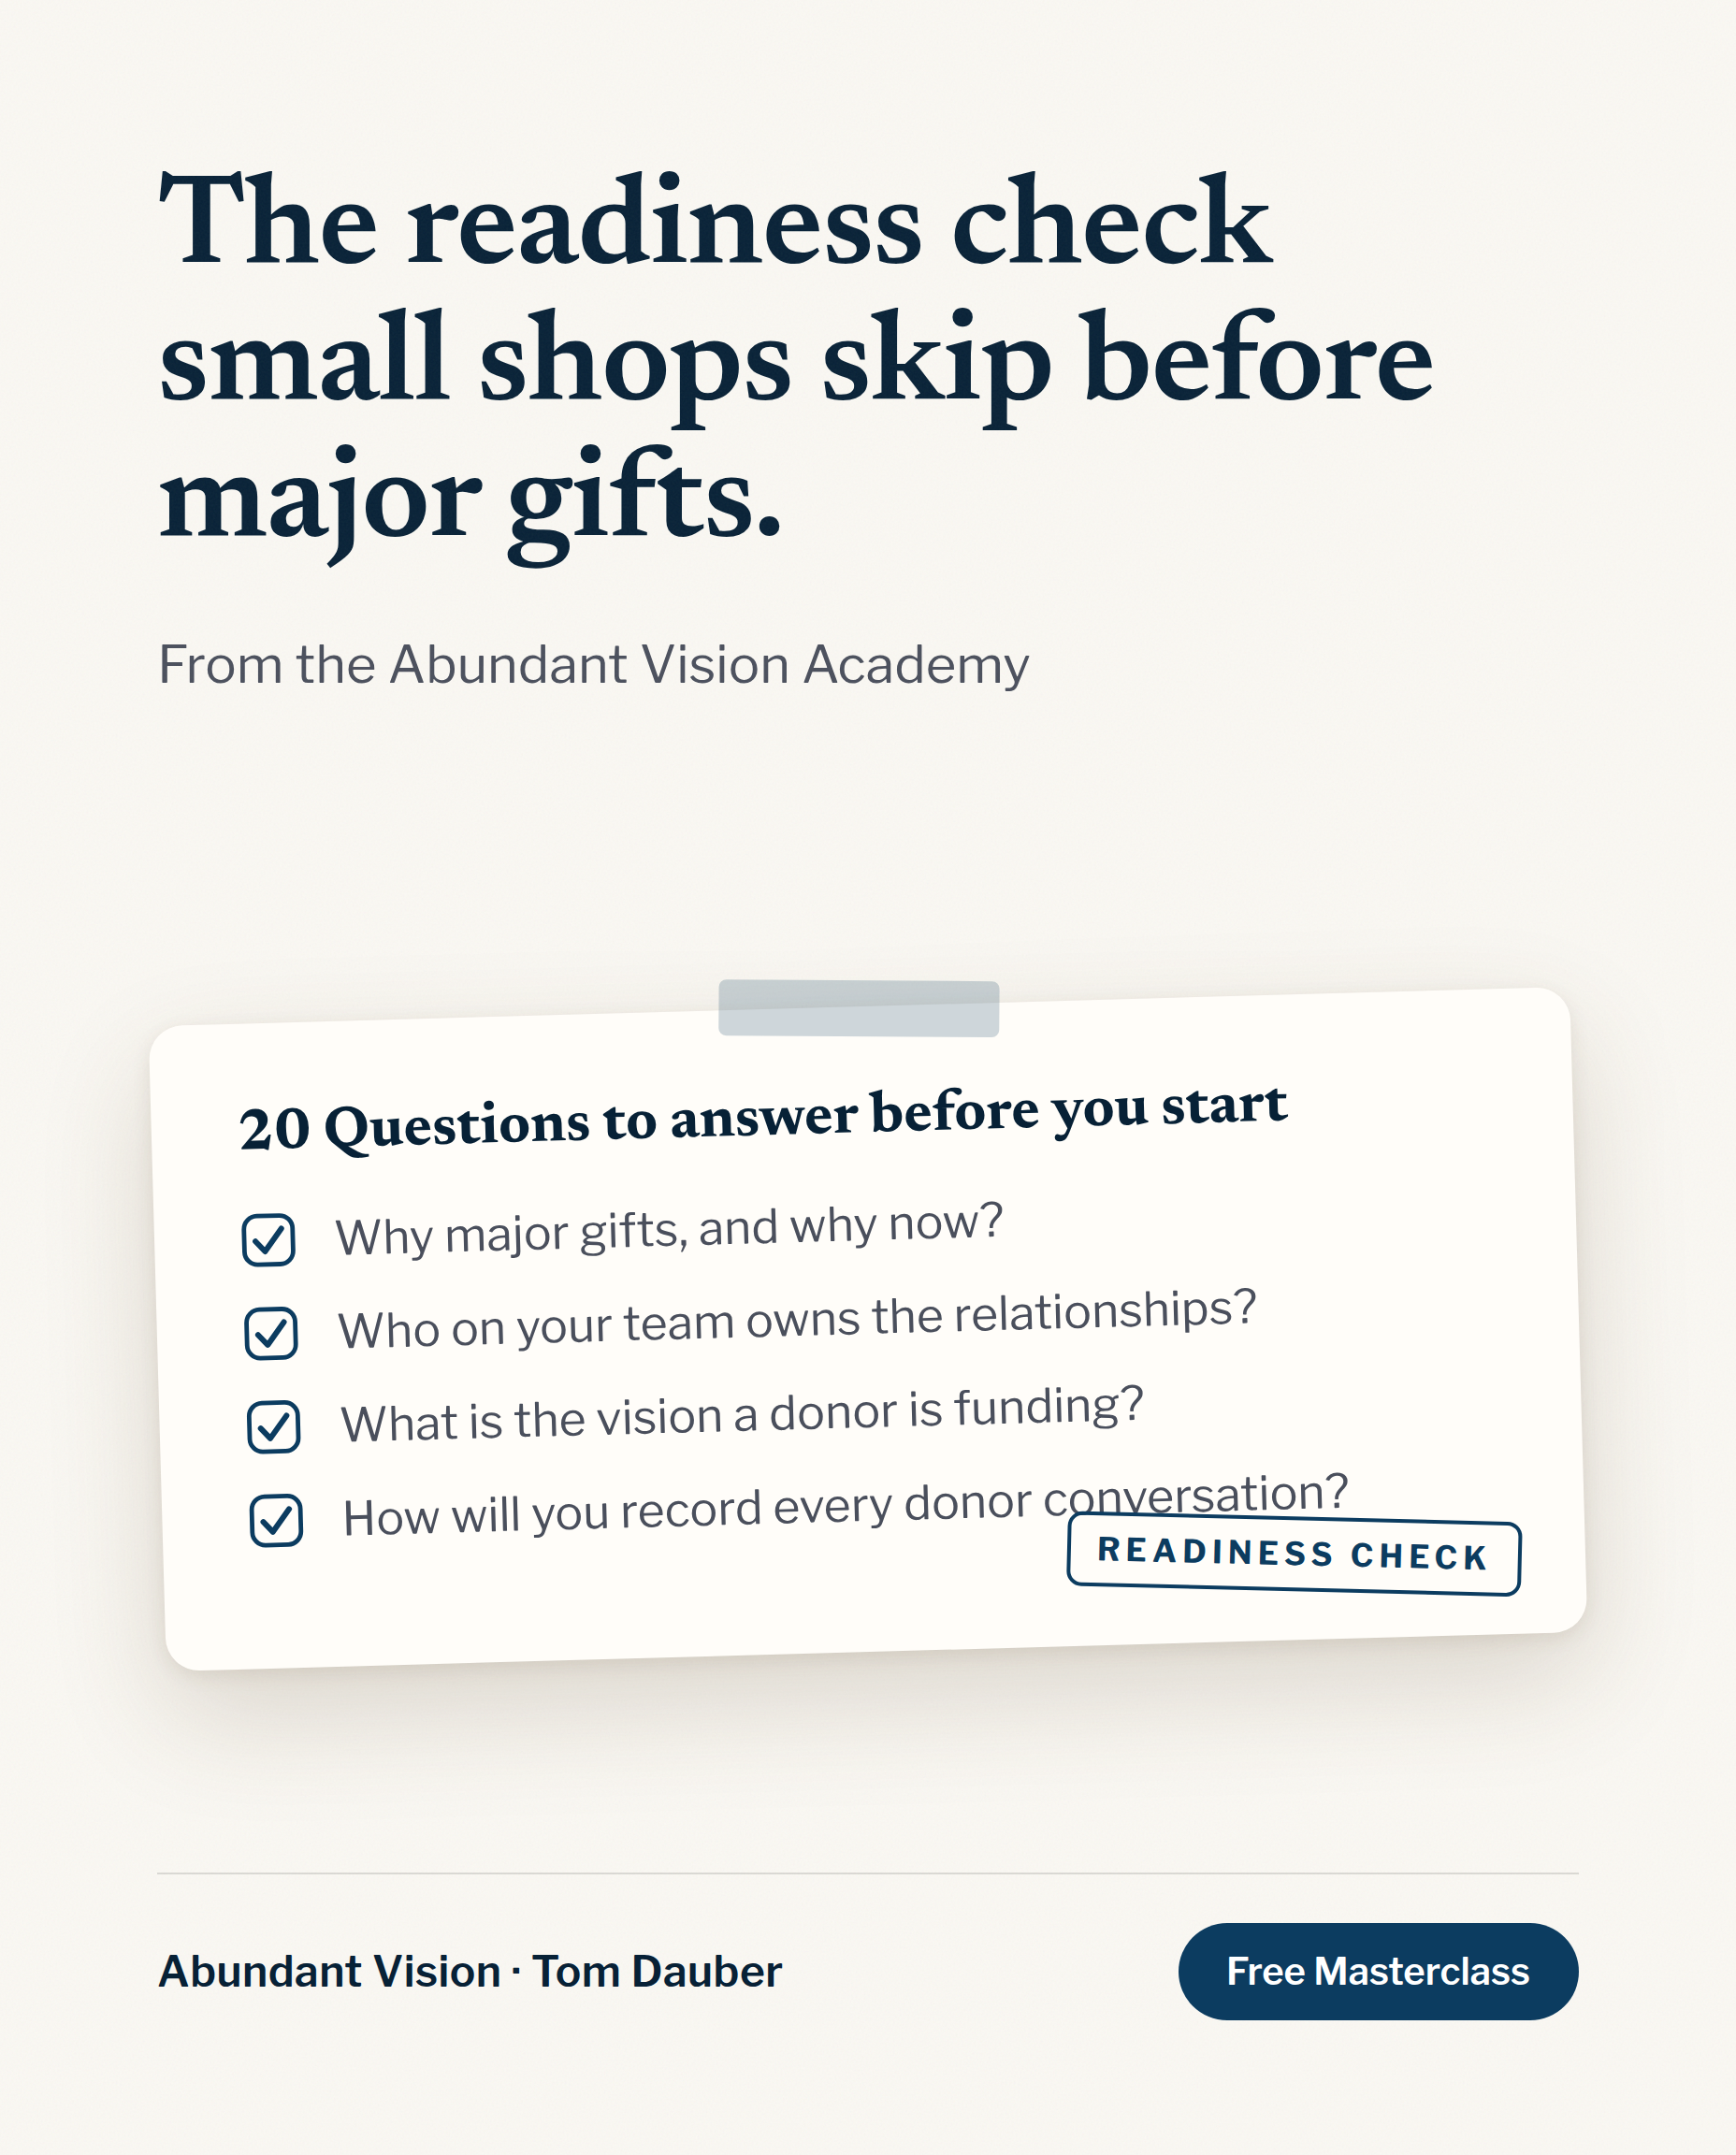 The readiness check
small shops skip before
major gifts.
From the Abundant Vision Academy
20 Questions to answer before you start
Why major gifts, and why now?
Who on your team owns the relationships?
What is the vision a donor is funding?
How will you record every donor conversation?
READINESS CHECK
Abundant Vision · Tom Dauber
Free Masterclass